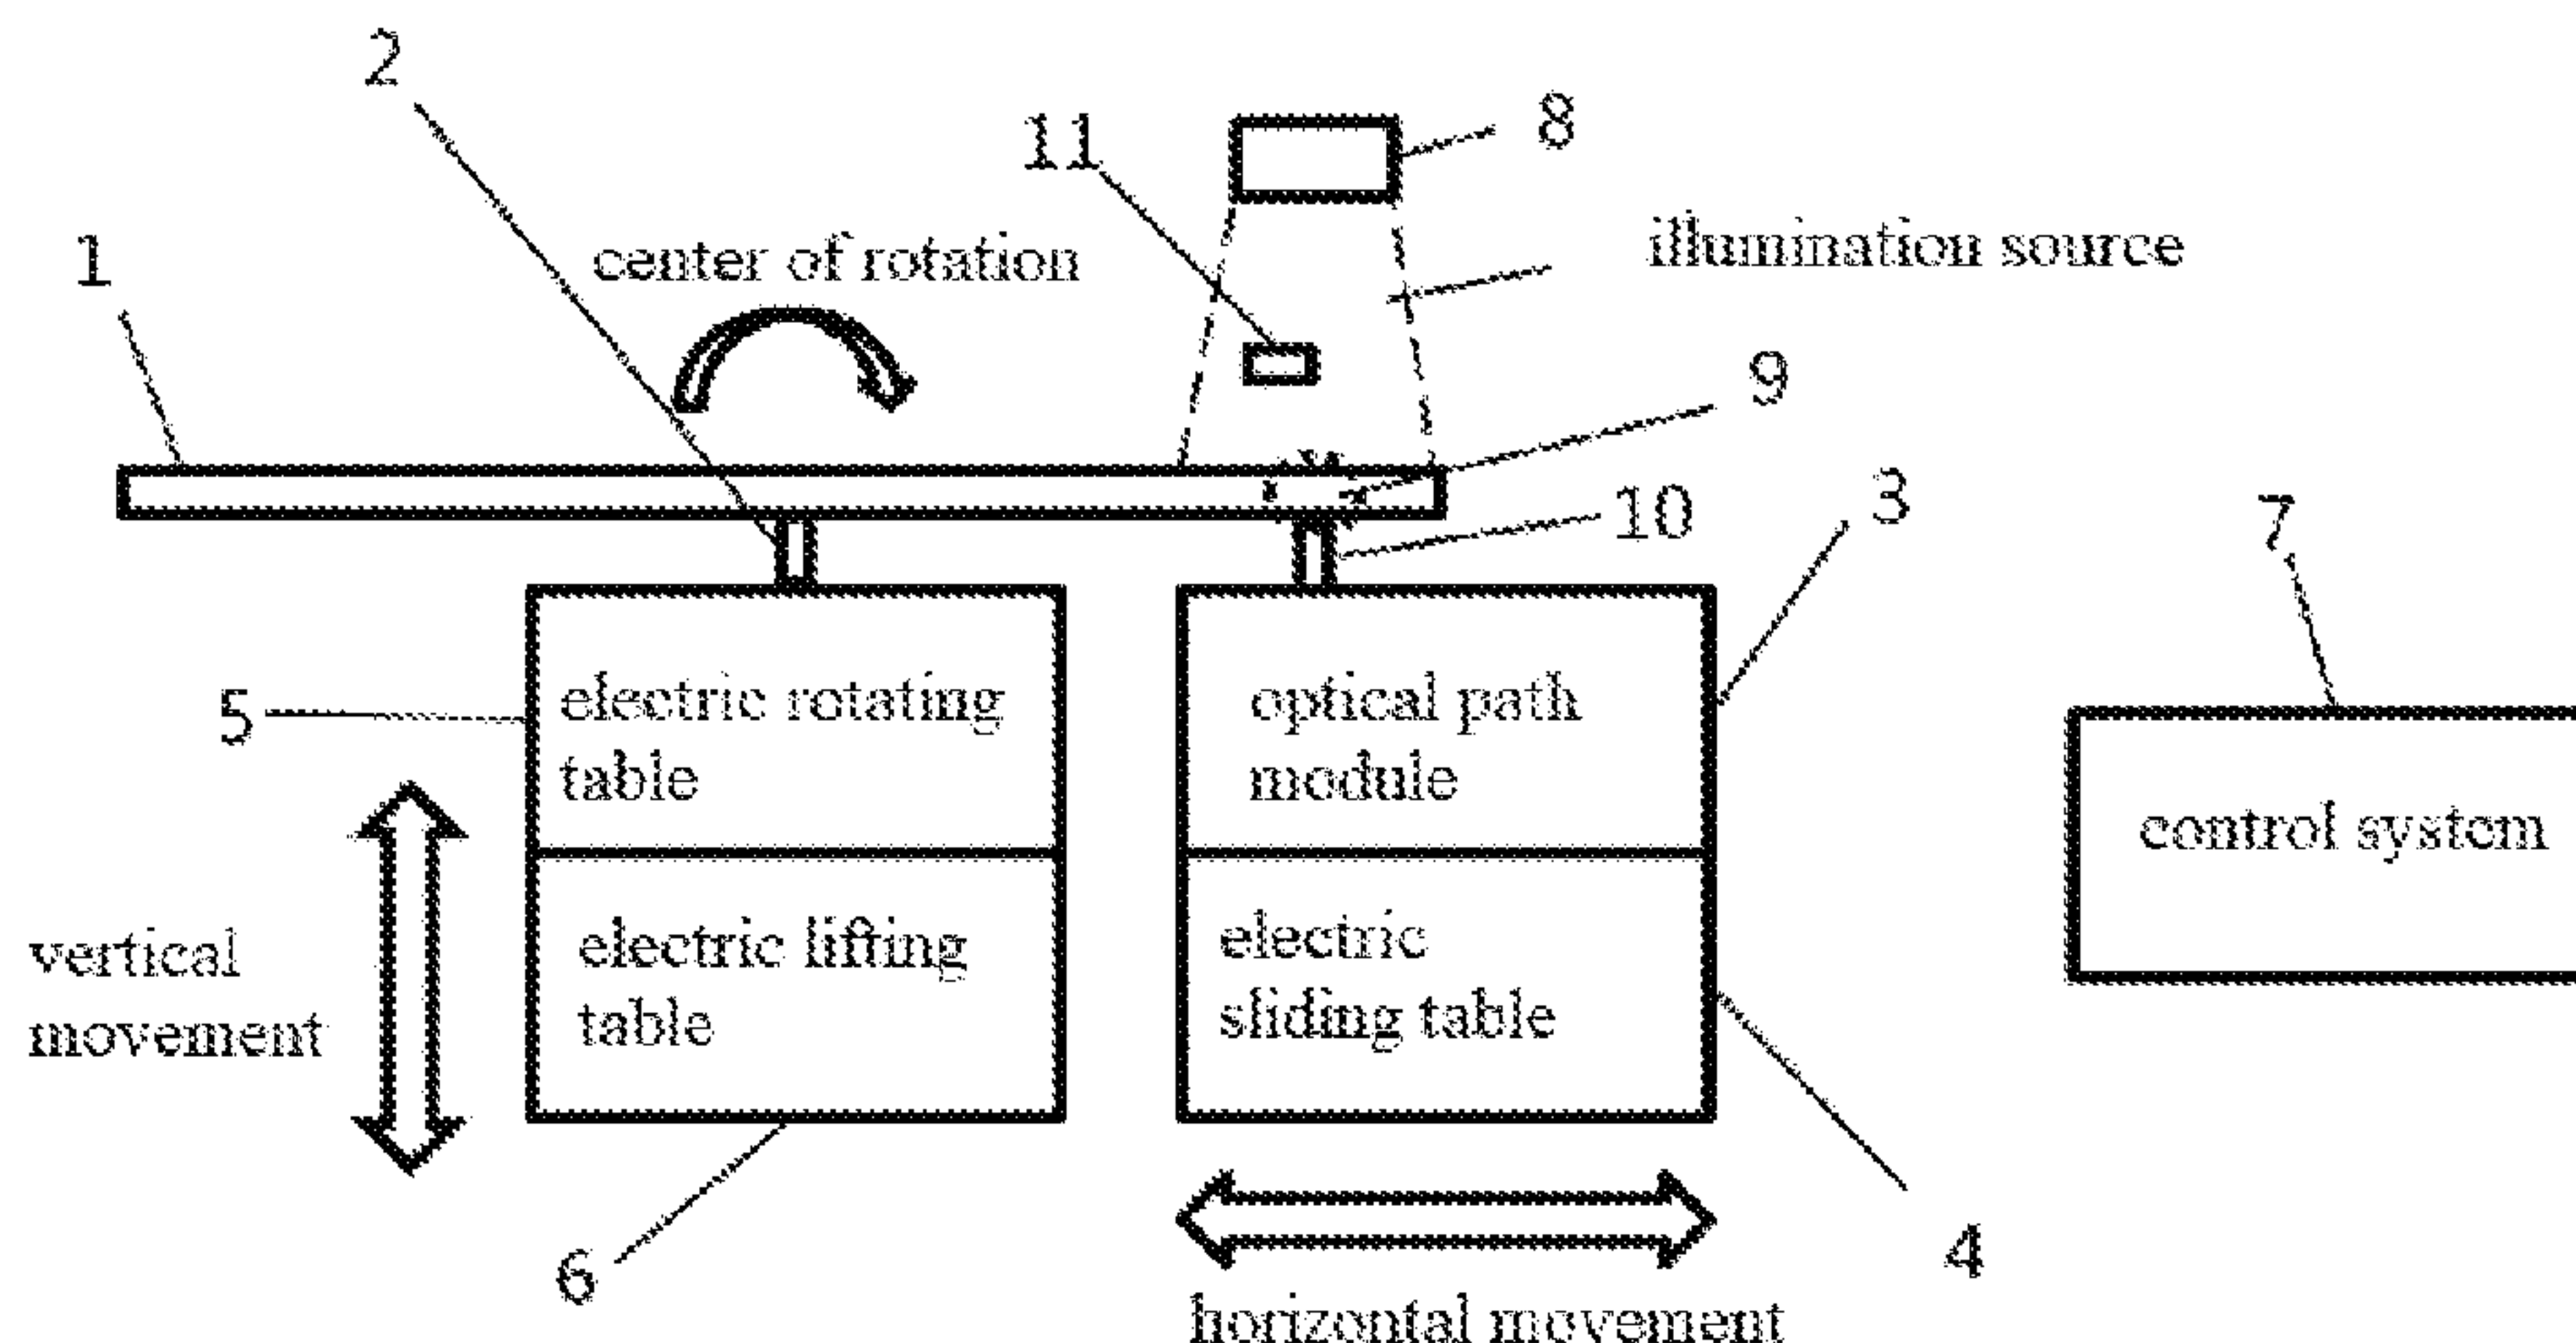 2
8
11
1
center of rotation
illumination source
9
10
3
7
5
electric rotating
table
optical path
module
control system
vertical
movement
electric lifting
table
electric
sliding table
6
4
horizontal movement